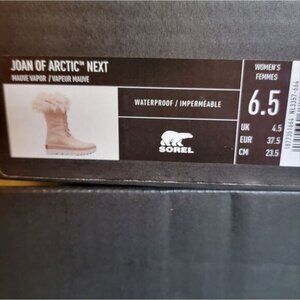 JOAN OF ARCTIC™ NEXT
MAUVE VAPOR / VAPEUR MAUVE
WATERPROOF / IMPERMÉABLE
SOREL
WOMEN'S
FEMMES
6.5
UK 4.5
EUR 37.5
CM 23.5